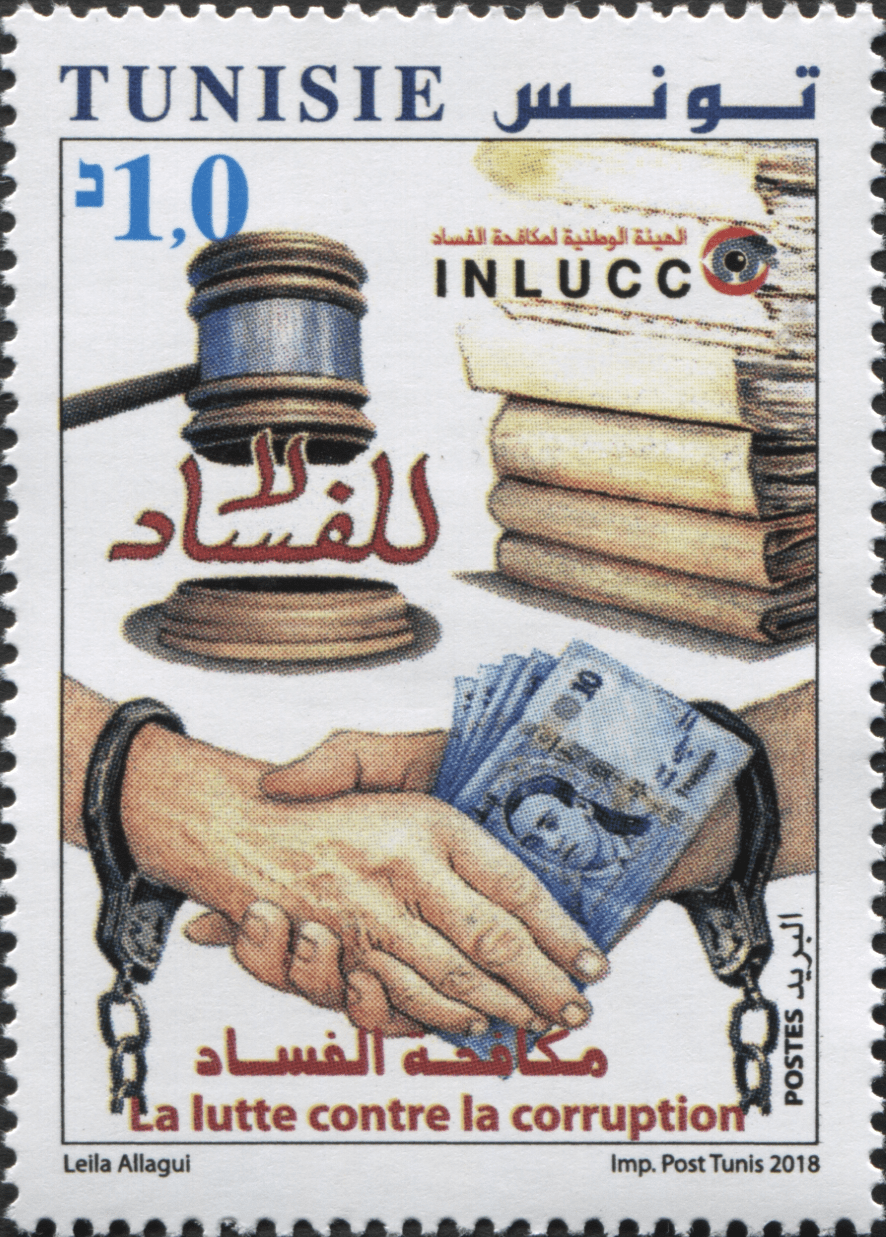 TUNISIE تونس
1,0 د
الهيئة الوطنية لمكافحة الفساد
INLUCC
لا
للفساد
10
البريد POSTES
مكافحة الفساد
La lutte contre la corruption
Leila Allagui
Imp. Post Tunis 2018